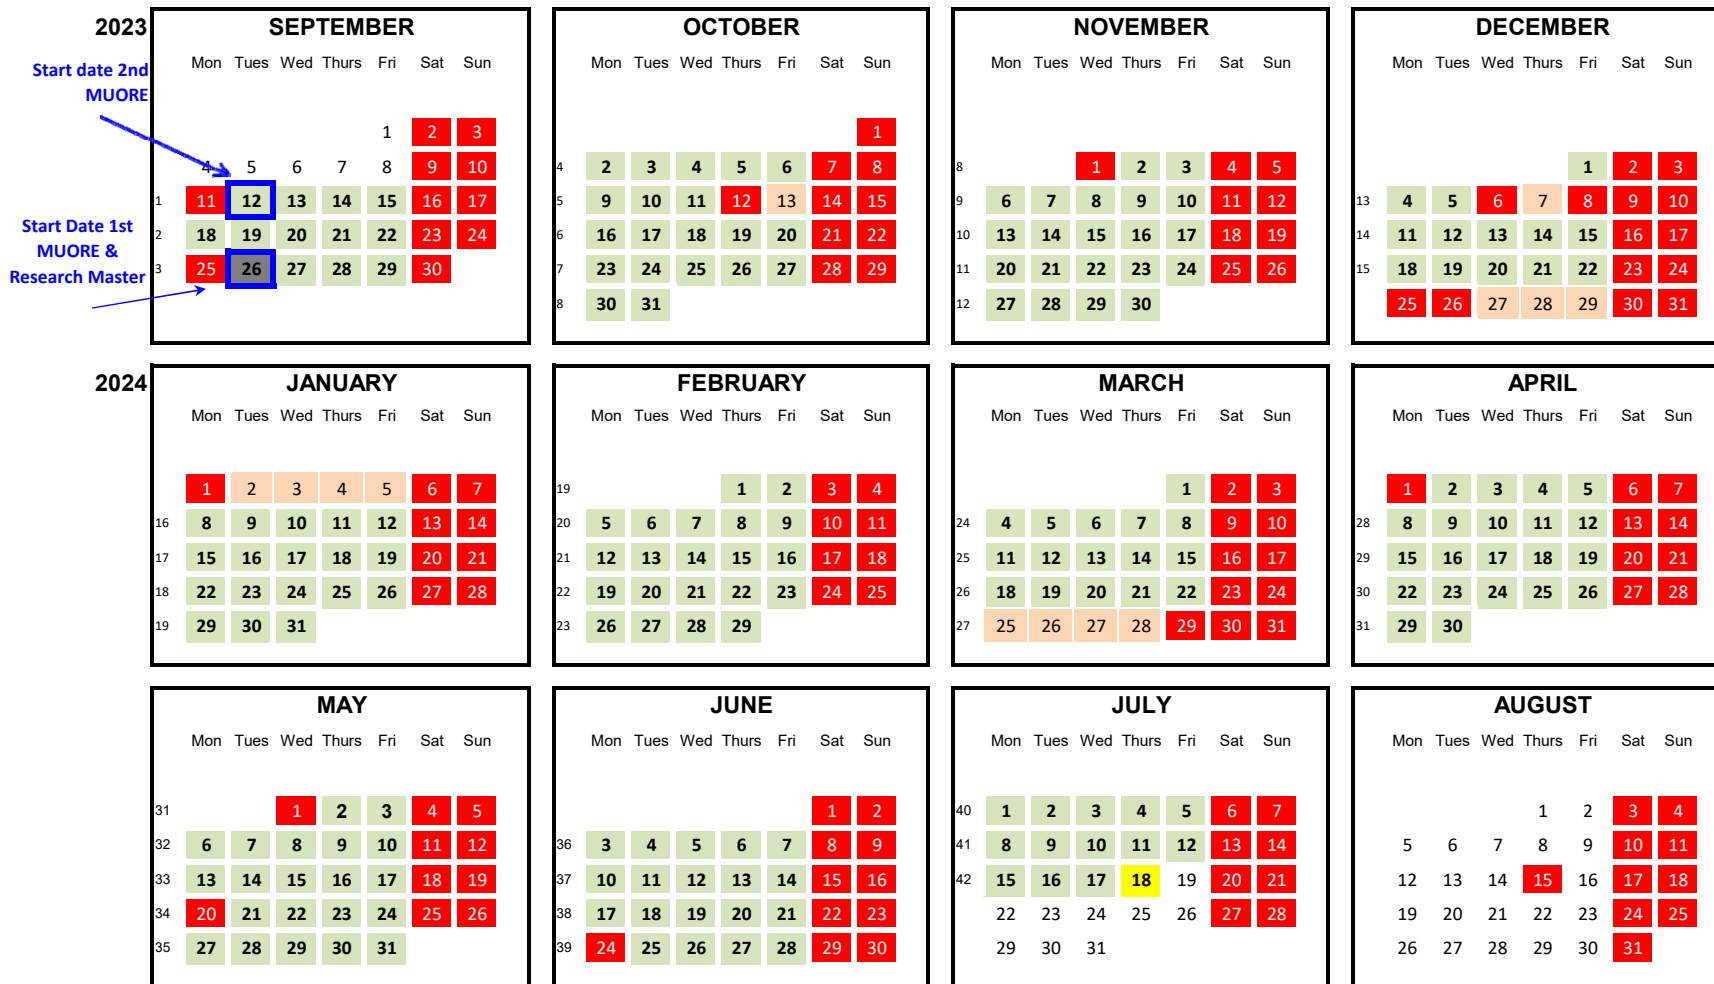 2023
Start date 2nd
MUORE
Start Date 1st
MUORE &
Research Master
SEPTEMBER
Mon Tues Wed Thurs Fri Sat Sun
1 2 3
4 5 6 7 8 9 10
1 11 12 13 14 15 16 17
2 18 19 20 21 22 23 24
3 25 26 27 28 29 30
OCTOBER
Mon Tues Wed Thurs Fri Sat Sun
1
4 2 3 4 5 6 7 8
5 9 10 11 12 13 14 15
6 16 17 18 19 20 21 22
7 23 24 25 26 27 28 29
8 30 31
NOVEMBER
Mon Tues Wed Thurs Fri Sat Sun
8 1 2 3 4 5
9 6 7 8 9 10 11 12
10 13 14 15 16 17 18 19
11 20 21 22 23 24 25 26
12 27 28 29 30
DECEMBER
Mon Tues Wed Thurs Fri Sat Sun
1 2 3
13 4 5 6 7 8 9 10
14 11 12 13 14 15 16 17
15 18 19 20 21 22 23 24
25 26 27 28 29 30 31
2024
JANUARY
Mon Tues Wed Thurs Fri Sat Sun
1 2 3 4 5 6 7
16 8 9 10 11 12 13 14
17 15 16 17 18 19 20 21
18 22 23 24 25 26 27 28
19 29 30 31
FEBRUARY
Mon Tues Wed Thurs Fri Sat Sun
19 1 2 3 4
20 5 6 7 8 9 10 11
21 12 13 14 15 16 17 18
22 19 20 21 22 23 24 25
23 26 27 28 29
MARCH
Mon Tues Wed Thurs Fri Sat Sun
1 2 3
24 4 5 6 7 8 9 10
25 11 12 13 14 15 16 17
26 18 19 20 21 22 23 24
27 25 26 27 28 29 30 31
APRIL
Mon Tues Wed Thurs Fri Sat Sun
1 2 3 4 5 6 7
28 8 9 10 11 12 13 14
29 15 16 17 18 19 20 21
30 22 23 24 25 26 27 28
31 29 30
MAY
Mon Tues Wed Thurs Fri Sat Sun
31 1 2 3 4 5
32 6 7 8 9 10 11 12
33 13 14 15 16 17 18 19
34 20 21 22 23 24 25 26
35 27 28 29 30 31
JUNE
Mon Tues Wed Thurs Fri Sat Sun
1 2
36 3 4 5 6 7 8 9
37 10 11 12 13 14 15 16
38 17 18 19 20 21 22 23
39 24 25 26 27 28 29 30
JULY
Mon Tues Wed Thurs Fri Sat Sun
40 1 2 3 4 5 6 7
41 8 9 10 11 12 13 14
42 15 16 17 18 19 20 21
22 23 24 25 26 27 28
29 30 31
AUGUST
Mon Tues Wed Thurs Fri Sat Sun
1 2 3 4
5 6 7 8 9 10 11
12 13 14 15 16 17 18
19 20 21 22 23 24 25
26 27 28 29 30 31